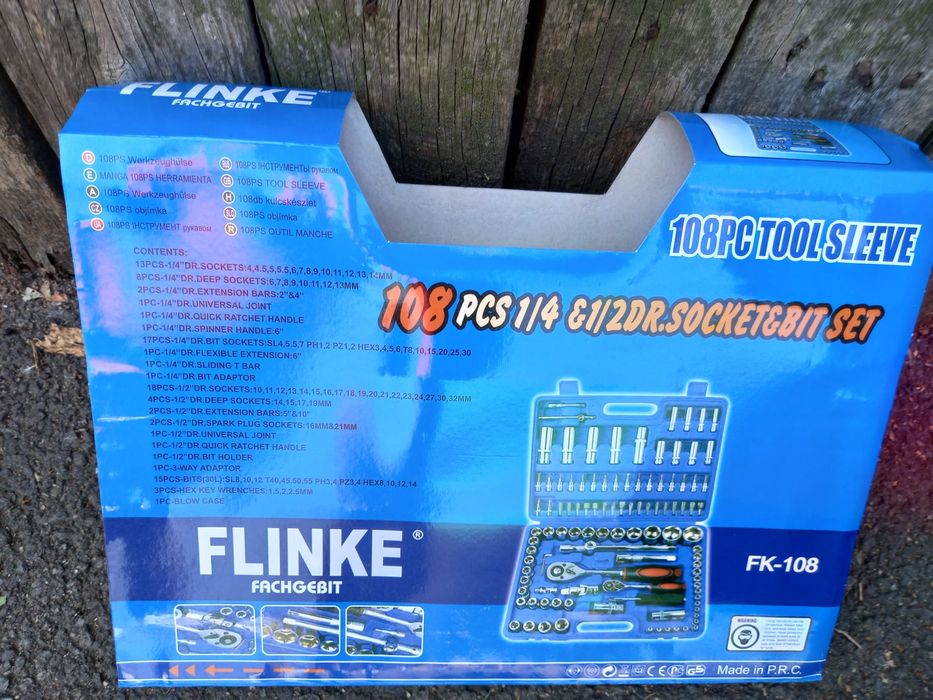 FLINKE
FACHGEBIT
D 108PS Werkzeughülse
E MANGA 108PS HERRAMIENTA
A 108PS Werkzeughülse
CZ 108PS objímka
108PS ІНСТРУМЕНТ рукавом
108PS ІНСТРУМЕНТЫ рукавом
108PS TOOL SLEEVE
H 108db kulcskészlet
108PS objímka
R 108PS OUTIL MANCHE
108PC TOOL SLEEVE
CONTENTS:
13PCS-1/4"DR.SOCKETS:4,4.5,5,5.5,6,7,8,9,10,11,12,13,14MM
8PCS-1/4"DR.DEEP SOCKETS:6,7,8,9,10,11,12,13MM
2PCS-1/4"DR.EXTENSION BARS:2"&4"
1PC-1/4"DR.UNIVERSAL JOINT
1PC-1/4"DR.QUICK RATCHET HANDLE
1PC-1/4"DR.SPINNER HANDLE:6"
17PCS-1/4"DR.BIT SOCKETS:SL4,5.5,7 PH1,2 PZ1,2 HEX3,4,5,6,T8,10,15,20,25,30
1PC-1/4"DR.FLEXIBLE EXTENSION:6"
1PC-1/4"DR.SLIDING T BAR
1PC-1/4"DR.BIT ADAPTOR
18PCS-1/2"DR.SOCKETS:10,11,12,13,14,15,16,17,18,19,20,21,22,23,24,27,30,32MM
4PCS-1/2"DR.DEEP SOCKETS:14,15,17,19MM
2PCS-1/2"DR.EXTENSION BARS:5"&10"
2PCS-1/2"DR.SPARK PLUG SOCKETS:16MM&21MM
1PC-1/2"DR.UNIVERSAL JOINT
1PC-1/2"DR.QUICK RATCHET HANDLE
1PC-1/2"DR.BIT HOLDER
1PC-3-WAY ADAPTOR
15PCS-BITS(30L):SL8,10,12 T40,45,50,55 PH3,4 PZ3,4 HEX8,10,12,14
3PCS-HEX KEY WRENCHES:1.5,2,2.5MM
1PC-BLOW CASE
108 PCS 1/4 &1/2DR.SOCKET&BIT SET
FLINKE®
FACHGEBIT
FK-108
WARNING
CE GS Made in P.R.C.